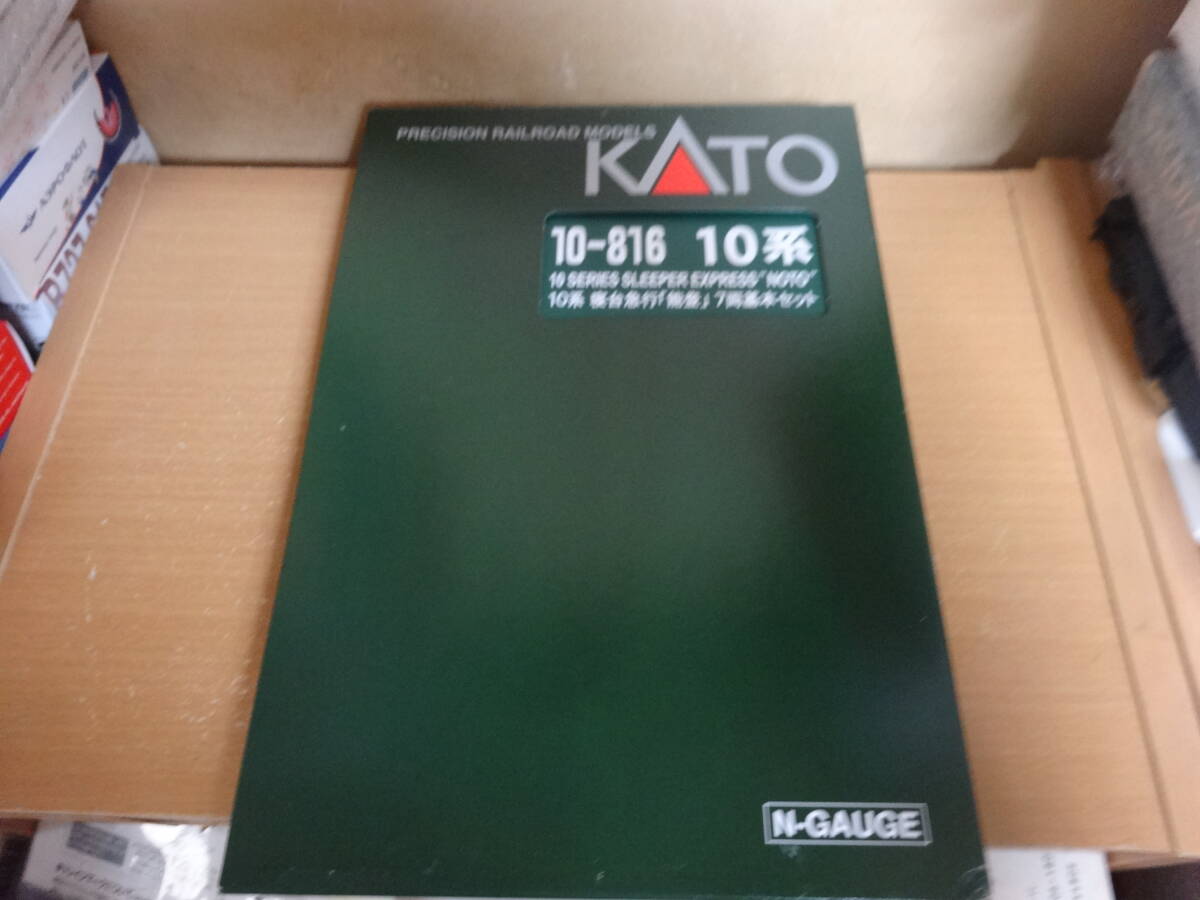 PRECISION RAILROAD MODELS
KATO
10-816 10系
10 SERIES SLEEPER EXPRESS "NOTO"
10系 寝台急行「能登」7両基本セット
N-GAUGE